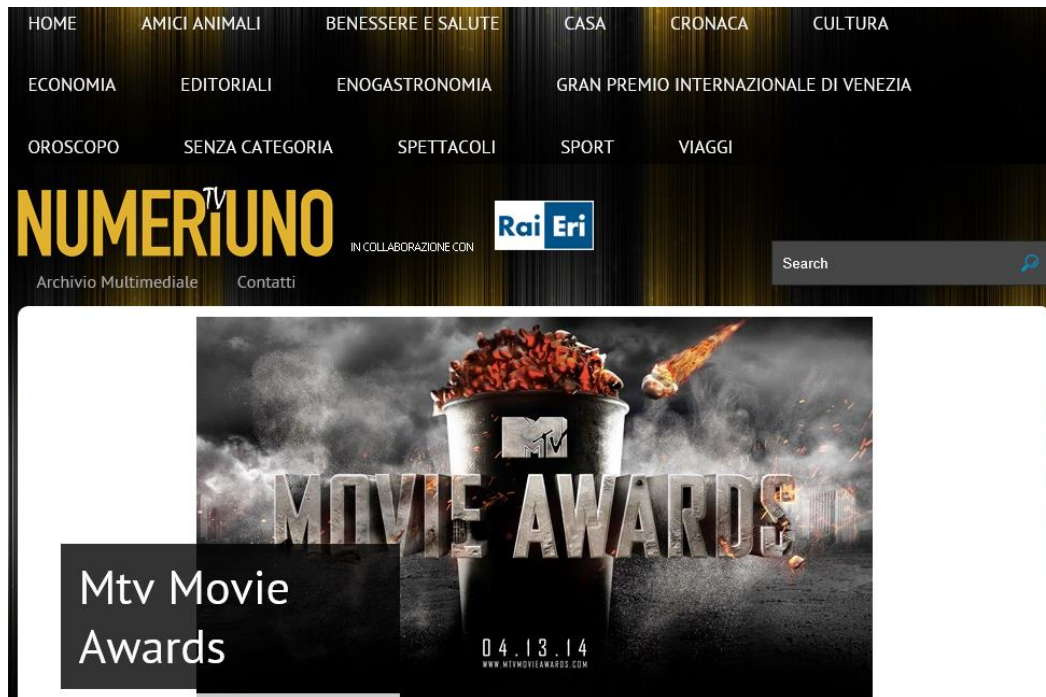 HOME AMICI ANIMALI BENESSERE E SALUTE CASA CRONACA CULTURA
ECONOMIA EDITORIALI ENOGASTRONOMIA GRAN PREMIO INTERNAZIONALE DI VENEZIA
OROSCOPO SENZA CATEGORIA SPETTACOLI SPORT VIAGGI
NUMERiUNO TV
IN COLLABORAZIONE CON
Rai Eri
Search
Archivio Multimediale Contatti
MTV
MOVIE AWARDS
Mtv Movie
Awards
04.13.14
WWW.MTVMOVIEAWARDS.COM